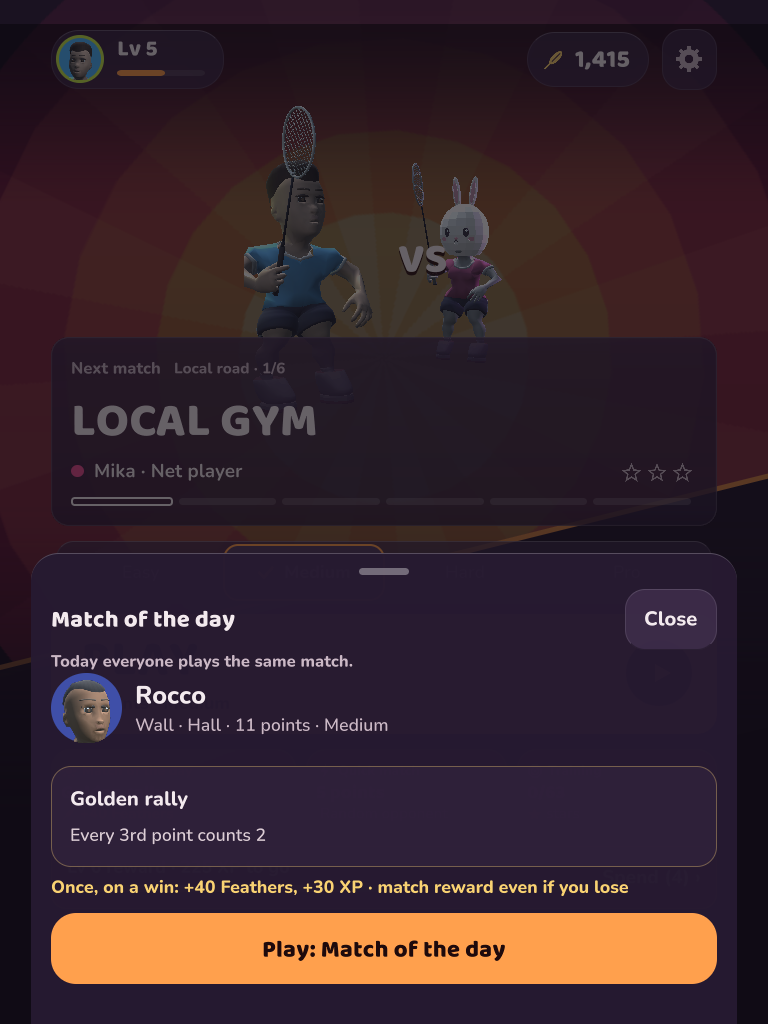 Lv 5
1,415
VS
Next match Local road · 1/6
LOCAL GYM
Mika · Net player
Match of the day
Close
Today everyone plays the same match.
Rocco
Wall · Hall · 11 points · Medium
Golden rally
Every 3rd point counts 2
Once, on a win: +40 Feathers, +30 XP · match reward even if you lose
Play: Match of the day